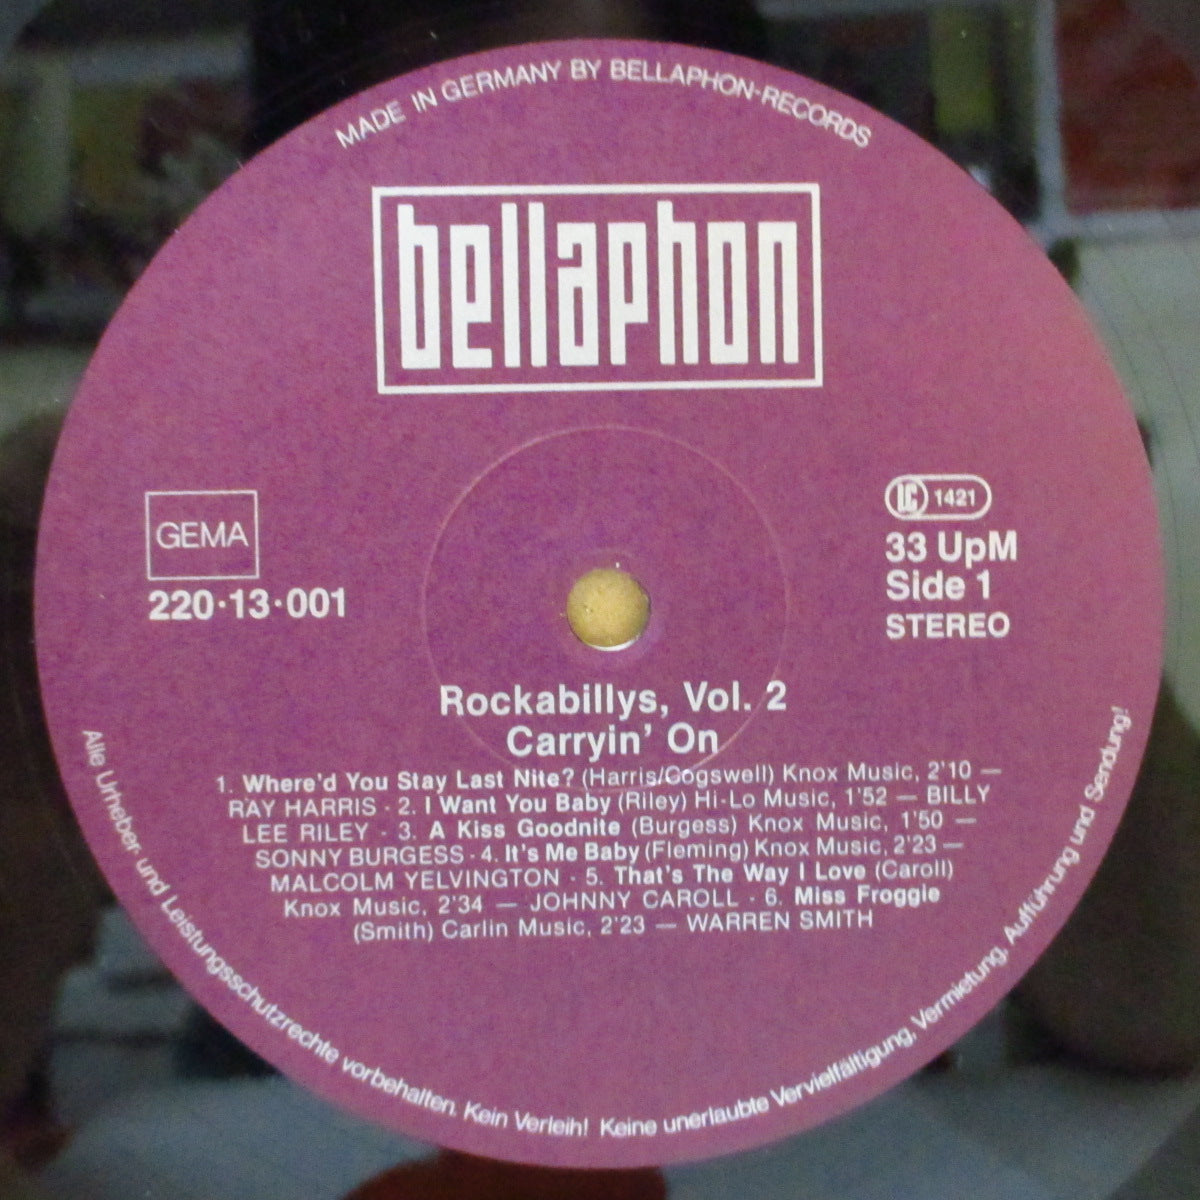 MADE IN GERMANY BY BELLAPHON-RECORDS
bellaphon
GEMA
220·13·001
LC 1421
33 UpM
Side 1
STEREO
Rockabillys, Vol. 2
Carryin' On
1. Where'd You Stay Last Nite? (Harris/Cogswell) Knox Music, 2'10 —
RAY HARRIS · 2. I Want You Baby (Riley) Hi-Lo Music, 1'52 — BILLY
LEE RILEY · 3. A Kiss Goodnite (Burgess) Knox Music, 1'50 —
SONNY BURGESS · 4. It's Me Baby (Fleming) Knox Music, 2'23 —
MALCOLM YELVINGTON · 5. That's The Way I Love (Caroll)
Knox Music, 2'34 — JOHNNY CAROLL · 6. Miss Froggie
(Smith) Carlin Music, 2'23 — WARREN SMITH
Alle Urheber- und Leistungsschutzrechte vorbehalten. Kein Verleih! Keine unerlaubte Vervielfältigung, Vermietung, Aufführung und Sendung!